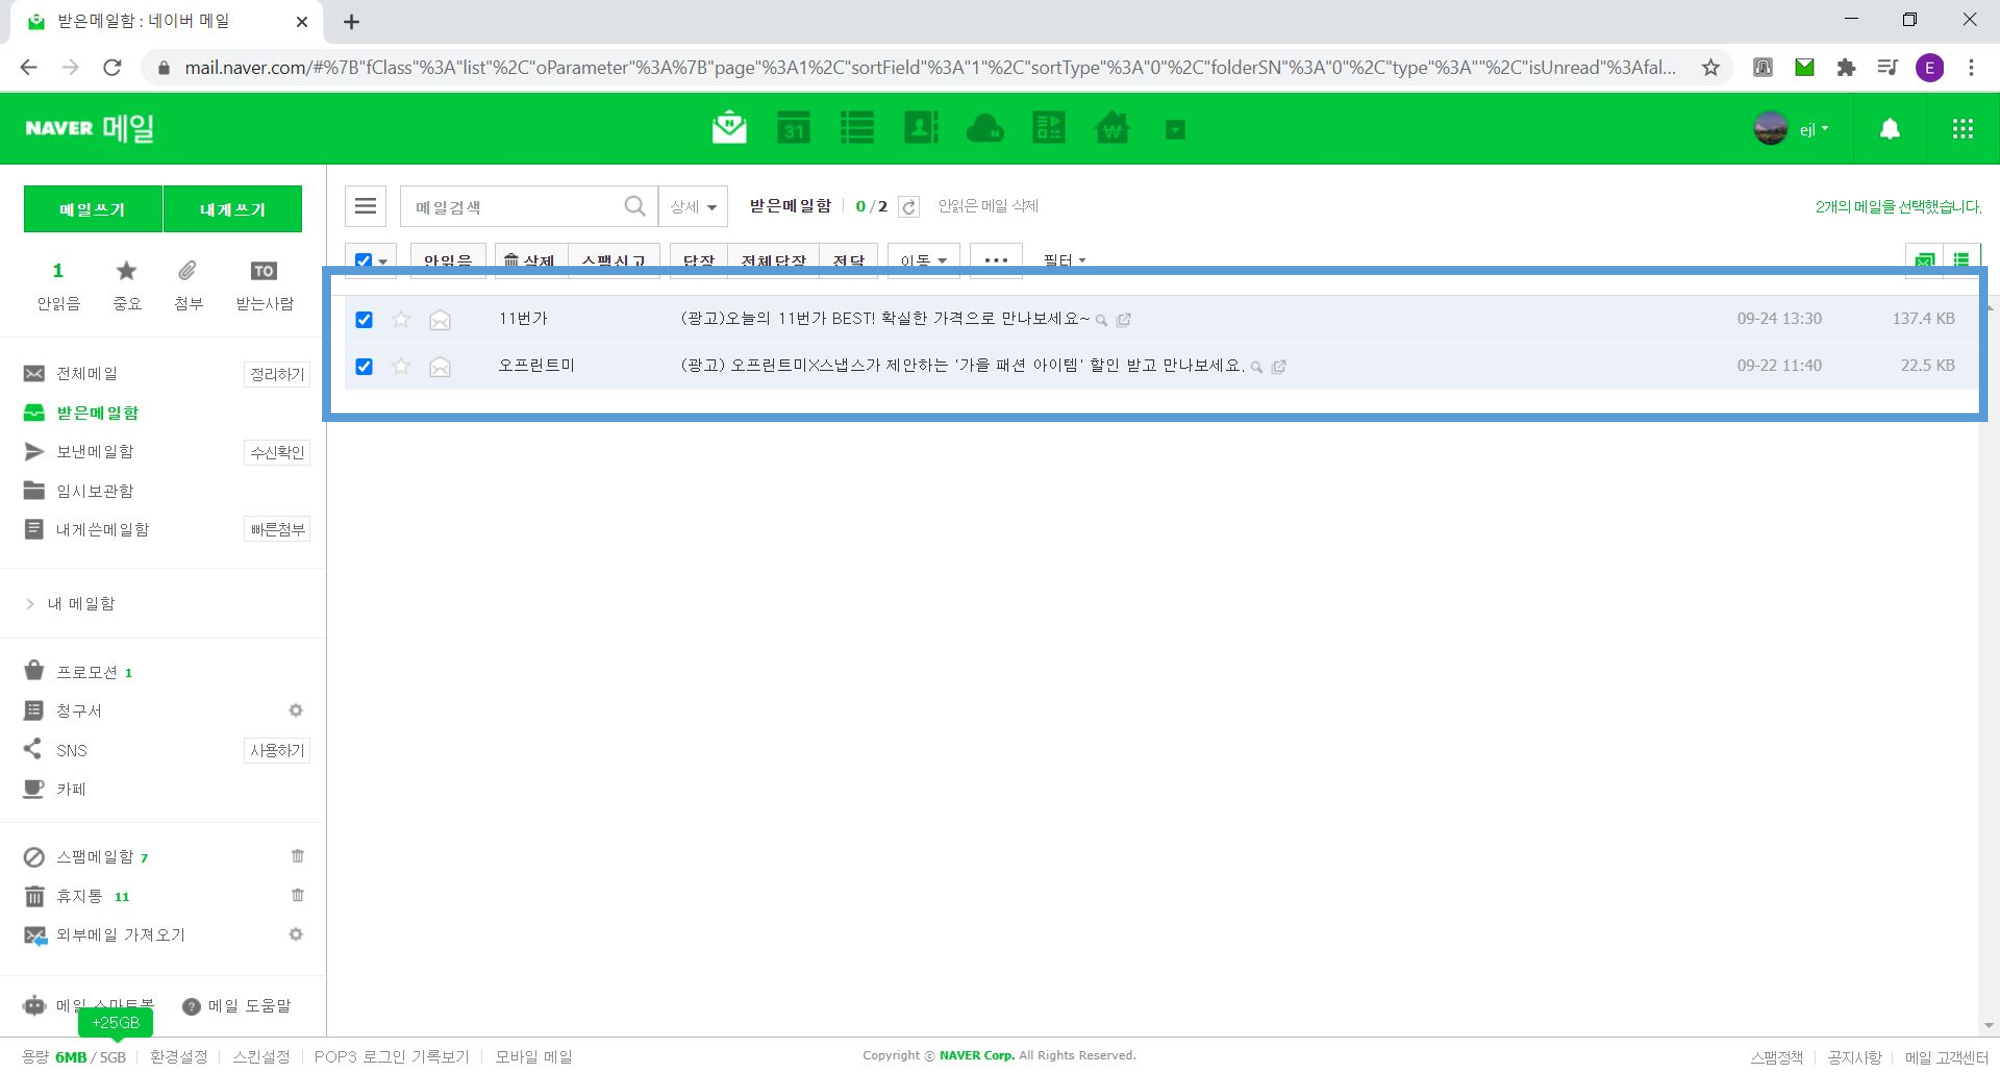 받은메일함 : 네이버 메일
mail.naver.com/#%7B"fClass"%3A"list"%2C"oParameter"%3A%7B"page"%3A1%2C"sortField"%3A"1"%2C"sortType"%3A"0"%2C"folderSN"%3A"0"%2C"type"%3A""%2C"isUnread"%3Afal...
E
NAVER 메일
N
31
N
₩
ejl
메일쓰기
내게쓰기
메일검색
상세
받은메일함
0 / 2
안읽은 메일 삭제
2개의 메일을 선택했습니다.
안읽음
삭제
스팸신고
답장
전체답장
전달
이동
•••
필터
1
안읽음
중요
첨부
TO
받는사람
11번가
(광고)오늘의 11번가 BEST! 확실한 가격으로 만나보세요~
09-24 13:30
137.4 KB
오프린트미
(광고) 오프린트미X스냅스가 제안하는 '가을 패션 아이템' 할인 받고 만나보세요.
09-22 11:40
22.5 KB
전체메일
정리하기
받은메일함
보낸메일함
수신확인
임시보관함
내게쓴메일함
빠른첨부
내 메일함
프로모션 1
청구서
SNS
사용하기
카페
스팸메일함 7
휴지통 11
외부메일 가져오기
메일 스마트봇
? 메일 도움말
+25GB
용량 6MB / 5GB
환경설정
스킨설정
POP3 로그인 기록보기
모바일 메일
Copyright © NAVER Corp. All Rights Reserved.
스팸정책
공지사항
메일 고객센터